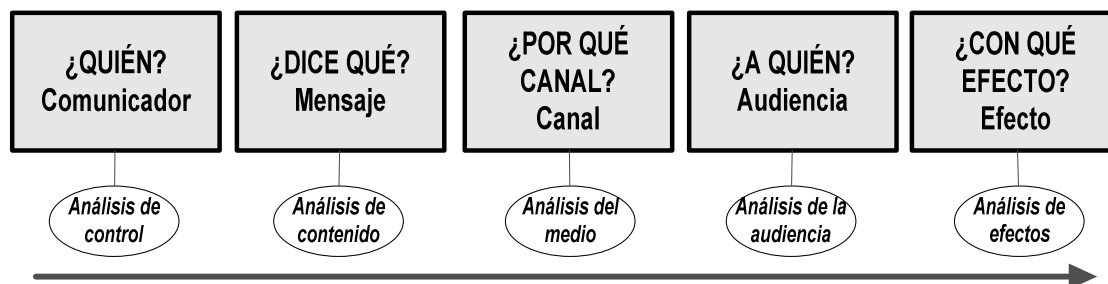 ¿QUIÉN?
Comunicador
¿DICE QUÉ?
Mensaje
¿POR QUÉ
CANAL?
Canal
¿A QUIÉN?
Audiencia
¿CON QUÉ
EFECTO?
Efecto
Análisis de
control
Análisis de
contenido
Análisis del
medio
Análisis de la
audiencia
Análisis de
efectos